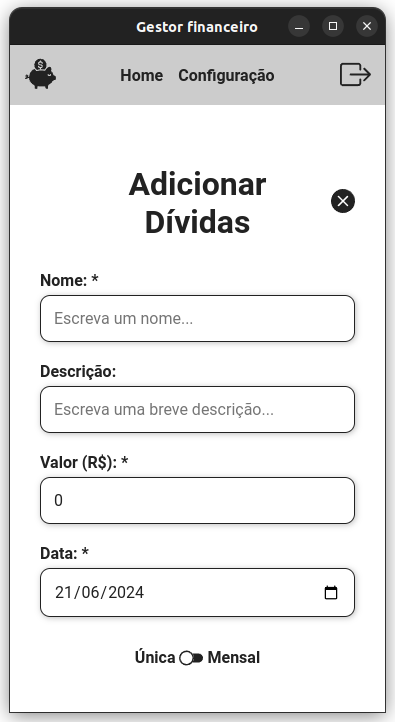 Gestor financeiro
Home Configuração
Adicionar
Dívidas
Nome: *
Escreva um nome...
Descrição:
Escreva uma breve descrição...
Valor (R$): *
0
Data: *
21/06/2024
Única Mensal